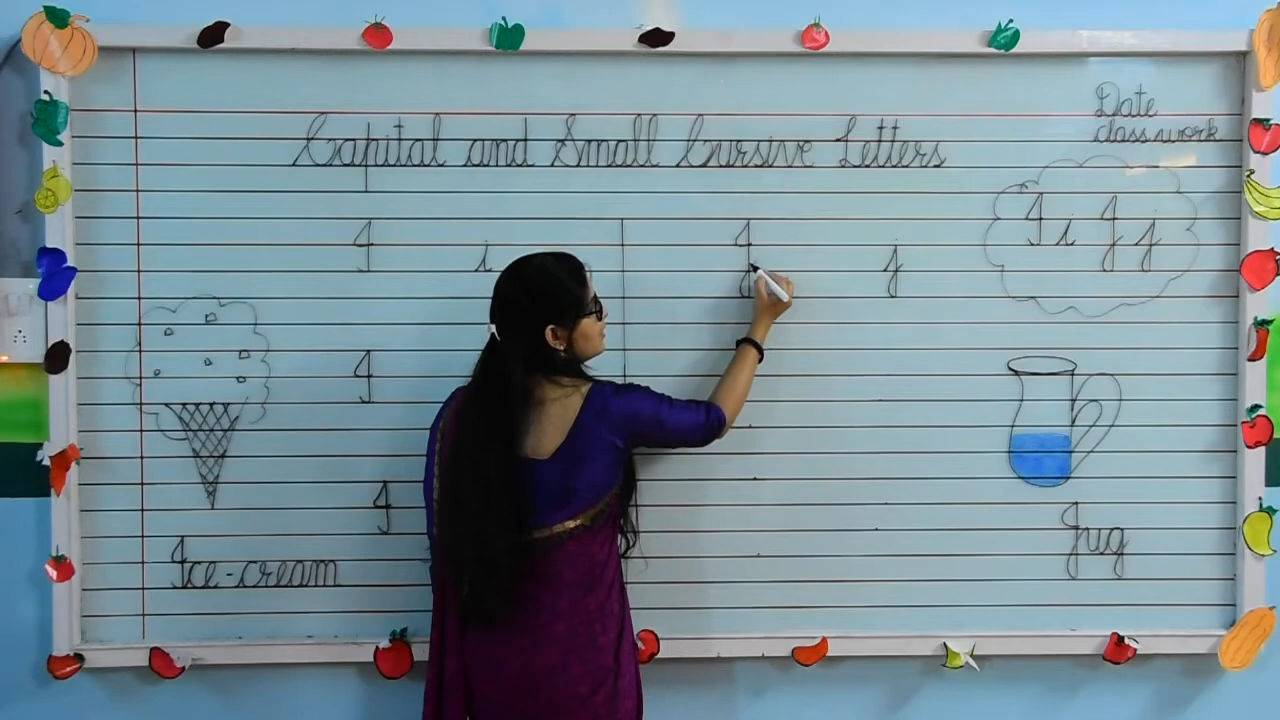 Date
classwork
Capital and Small Cursive Letters
I i J j
I i J j
I
I
Ice-cream
Jug